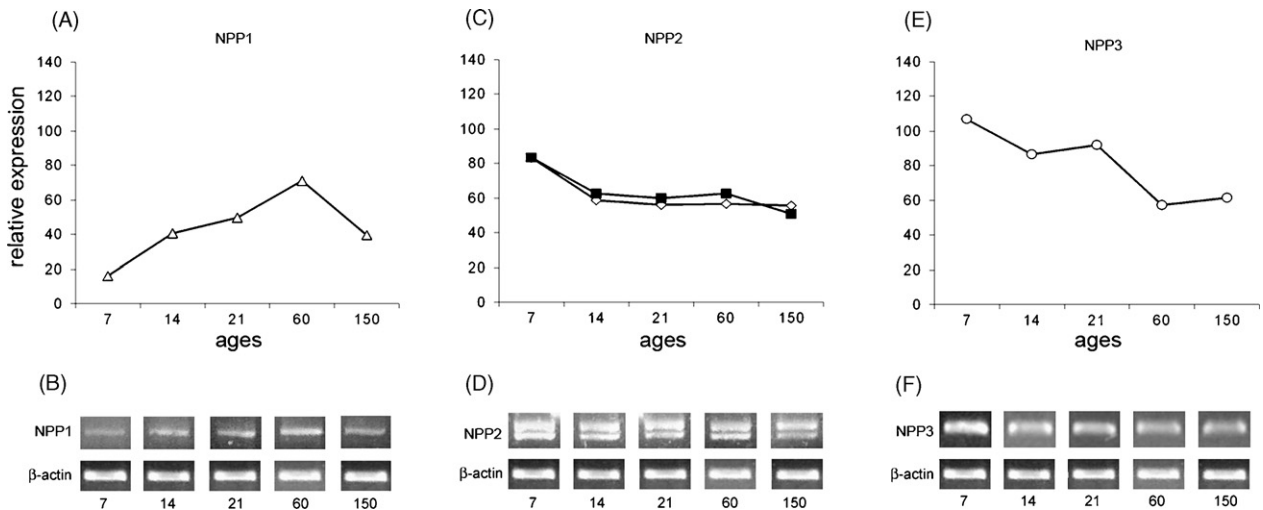 (A)
NPP1
relative expression
140
120
100
80
60
40
20
0
7 14 21 60 150
ages
(B)
NPP1
β-actin
7 14 21 60 150
(C)
NPP2
140
120
100
80
60
40
20
0
7 14 21 60 150
ages
(D)
NPP2
β-actin
7 14 21 60 150
(E)
NPP3
140
120
100
80
60
40
20
0
7 14 21 60 150
ages
(F)
NPP3
β-actin
7 14 21 60 150